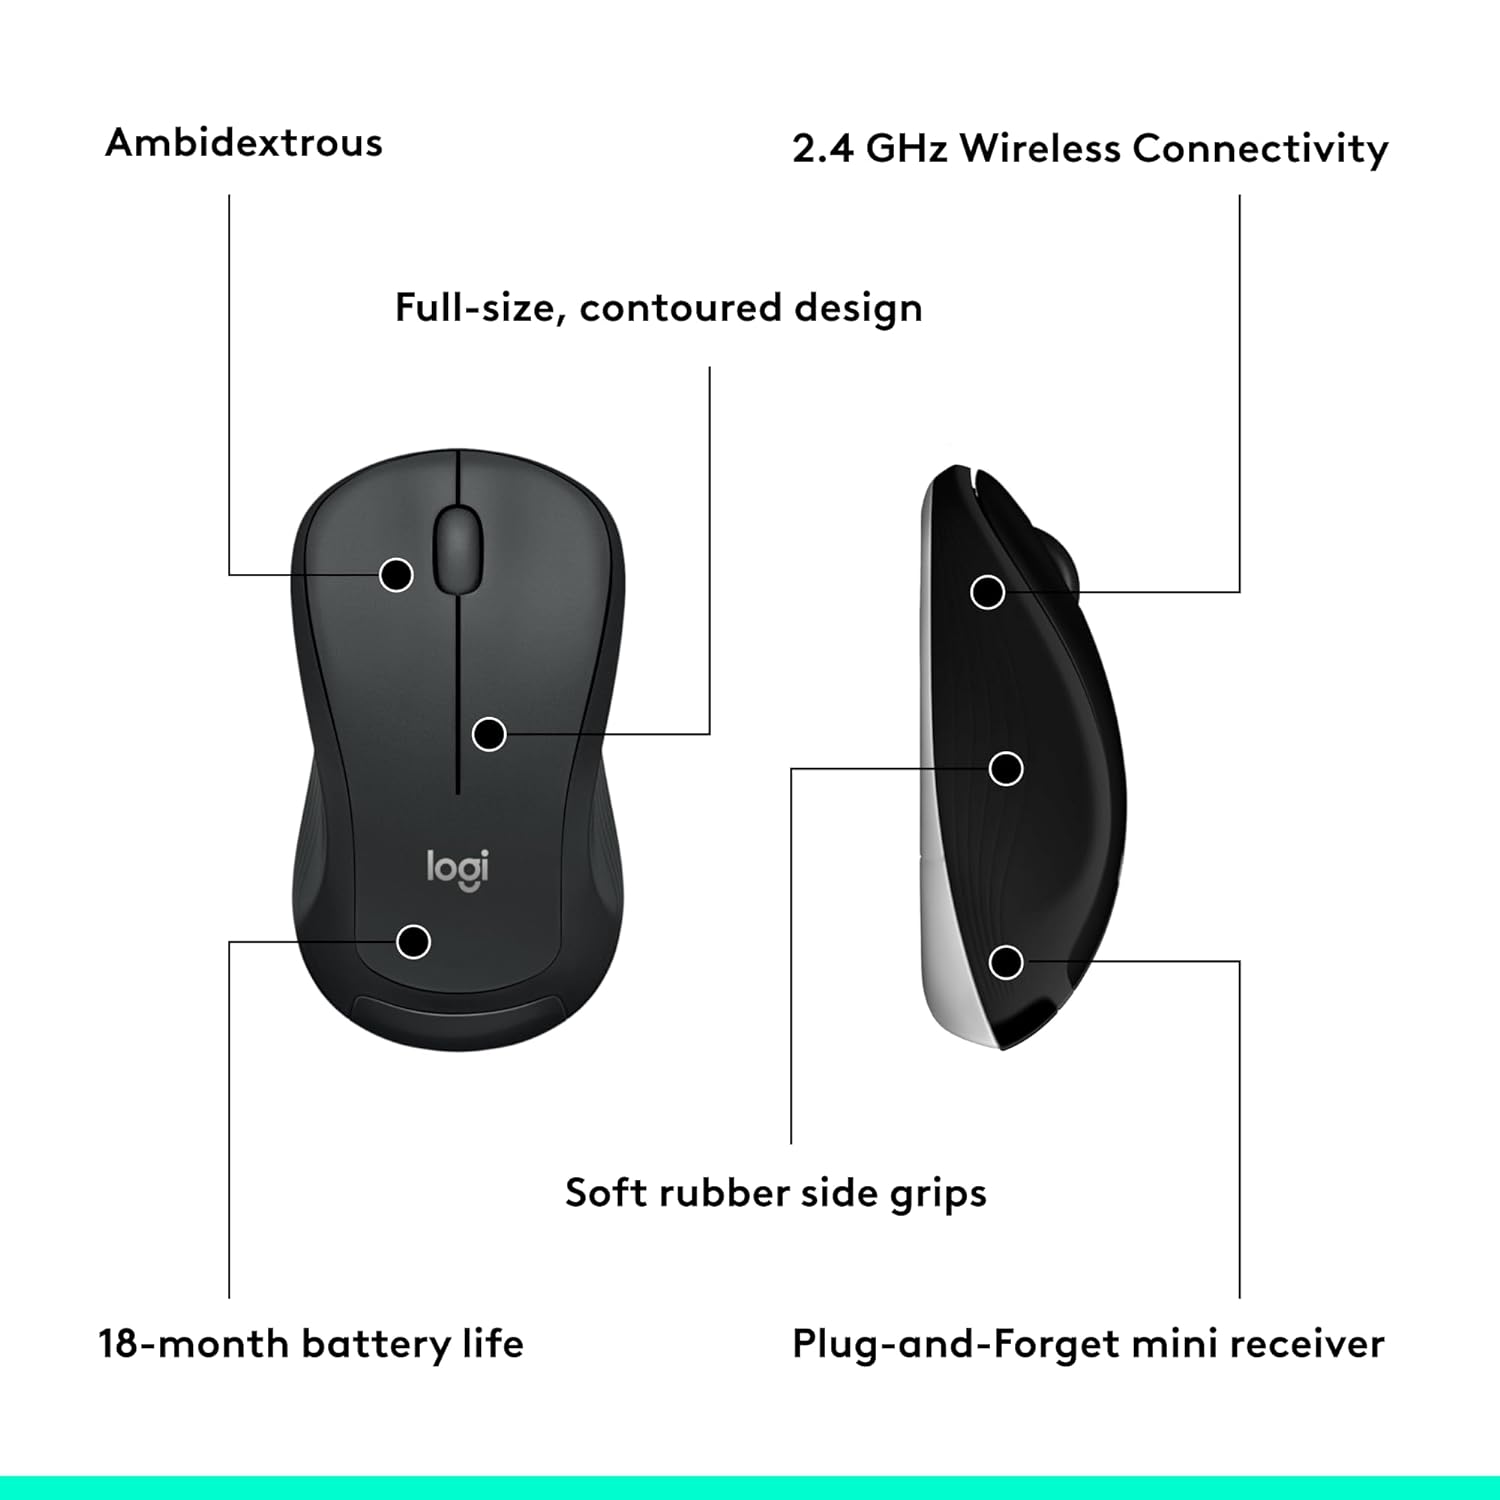 Ambidextrous
2.4 GHz Wireless Connectivity
Full-size, contoured design
logi
Soft rubber side grips
18-month battery life
Plug-and-Forget mini receiver